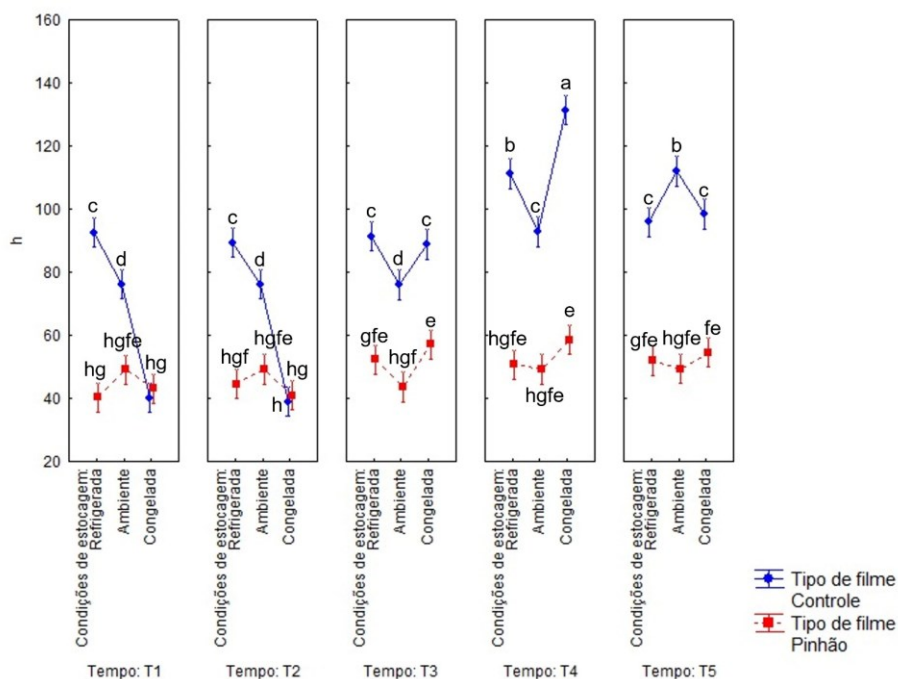 160
140
120
100
80
60
40
20
h
c
d
hg
hgfe
hg
c
d
hgf
hgfe
hg
h
c
d
c
gfe
hgf
e
b
c
a
hgfe
hgfe
e
c
b
c
gfe
hgfe
fe
Condições de estocagem:
Refrigerada
Ambiente
Congelada
Condições de estocagem:
Refrigerada
Ambiente
Congelada
Condições de estocagem:
Refrigerada
Ambiente
Congelada
Condições de estocagem:
Refrigerada
Ambiente
Congelada
Condições de estocagem:
Refrigerada
Ambiente
Congelada
Tempo: T1
Tempo: T2
Tempo: T3
Tempo: T4
Tempo: T5
Tipo de filme
Controle
Tipo de filme
Pinhão